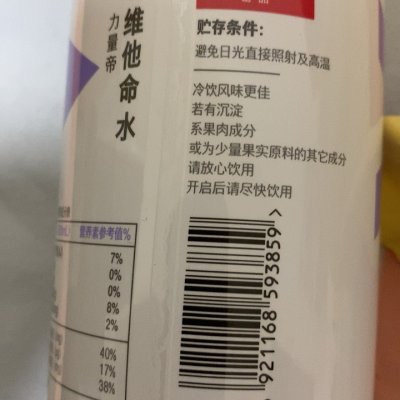 维他命水
力量帝
贮存条件:
避免日光直接照射及高温
冷饮风味更佳
若有沉淀
系果肉成分
或为少量果实原料的其它成分
请放心饮用
开启后请尽快饮用
营养素参考值%
7%
0%
0%
8%
2%
40%
17%
38%
921168 593859 >